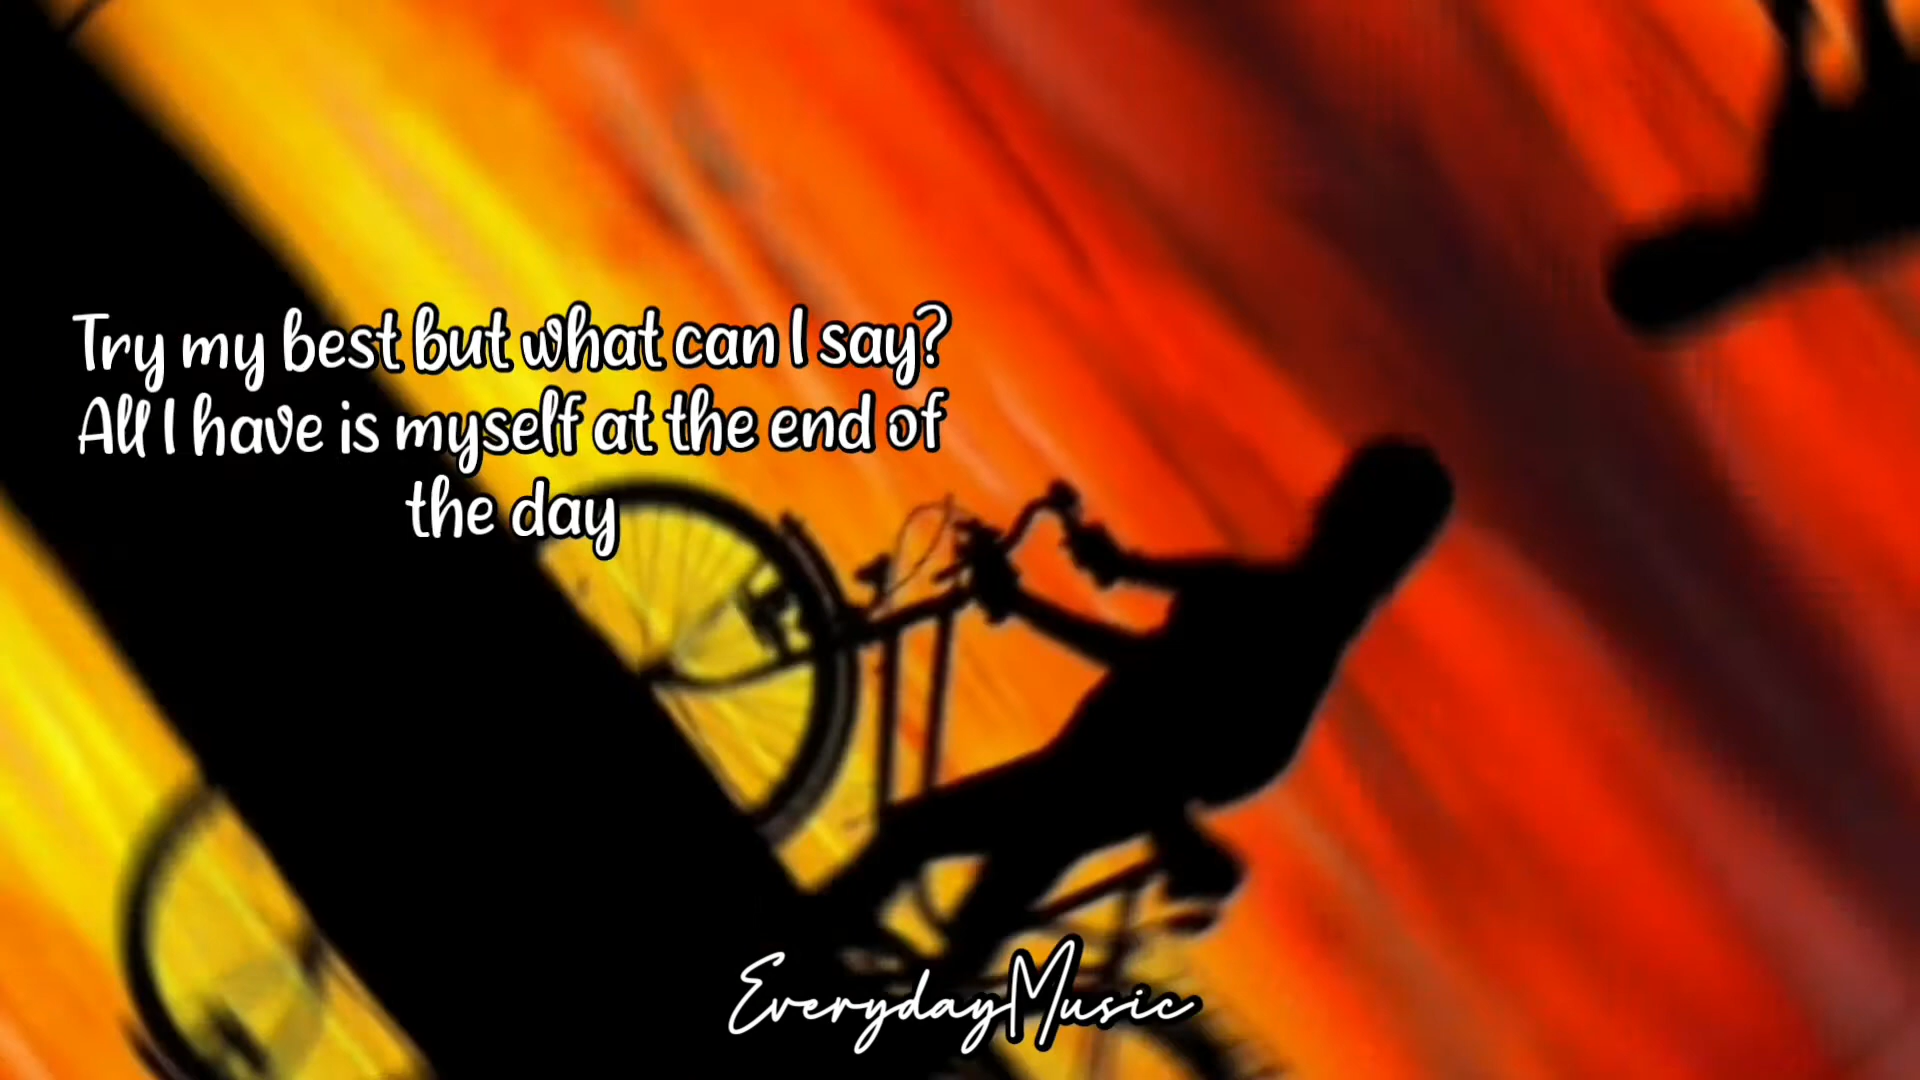 Try my best but what can I say?
All I have is myself at the end of
the day
EverydayMusic